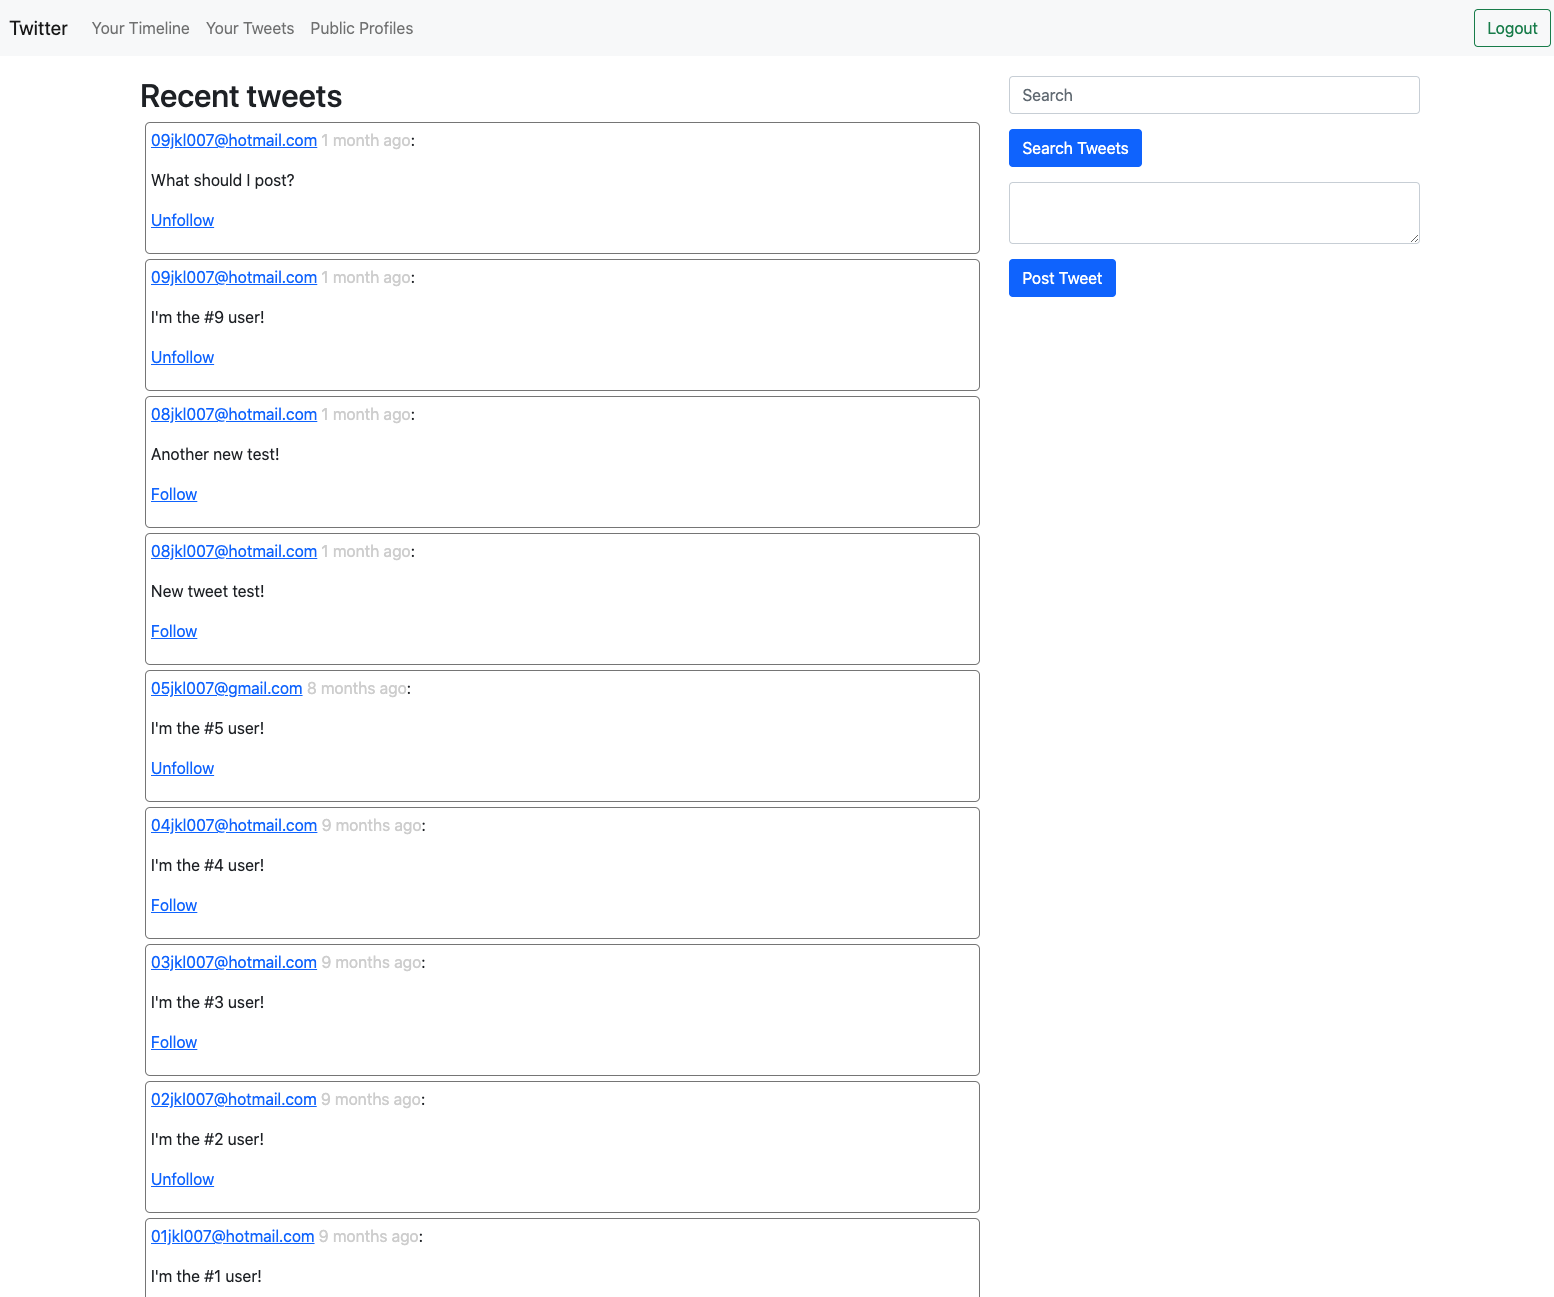 Twitter Your Timeline Your Tweets Public Profiles Logout
Recent tweets
09jkl007@hotmail.com 1 month ago:
What should I post?
Unfollow
09jkl007@hotmail.com 1 month ago:
I'm the #9 user!
Unfollow
08jkl007@hotmail.com 1 month ago:
Another new test!
Follow
08jkl007@hotmail.com 1 month ago:
New tweet test!
Follow
05jkl007@gmail.com 8 months ago:
I'm the #5 user!
Unfollow
04jkl007@hotmail.com 9 months ago:
I'm the #4 user!
Follow
03jkl007@hotmail.com 9 months ago:
I'm the #3 user!
Follow
02jkl007@hotmail.com 9 months ago:
I'm the #2 user!
Unfollow
01jkl007@hotmail.com 9 months ago:
I'm the #1 user!
Search
Search Tweets
Post Tweet